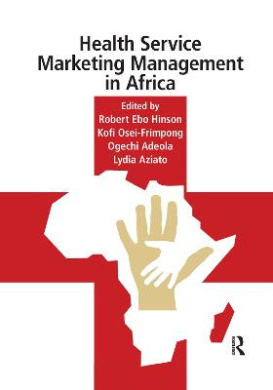 Health Service
Marketing Management
in Africa
Edited by
Robert Ebo Hinson
Kofi Osei-Frimpong
Ogechi Adeola
Lydia Aziato
R